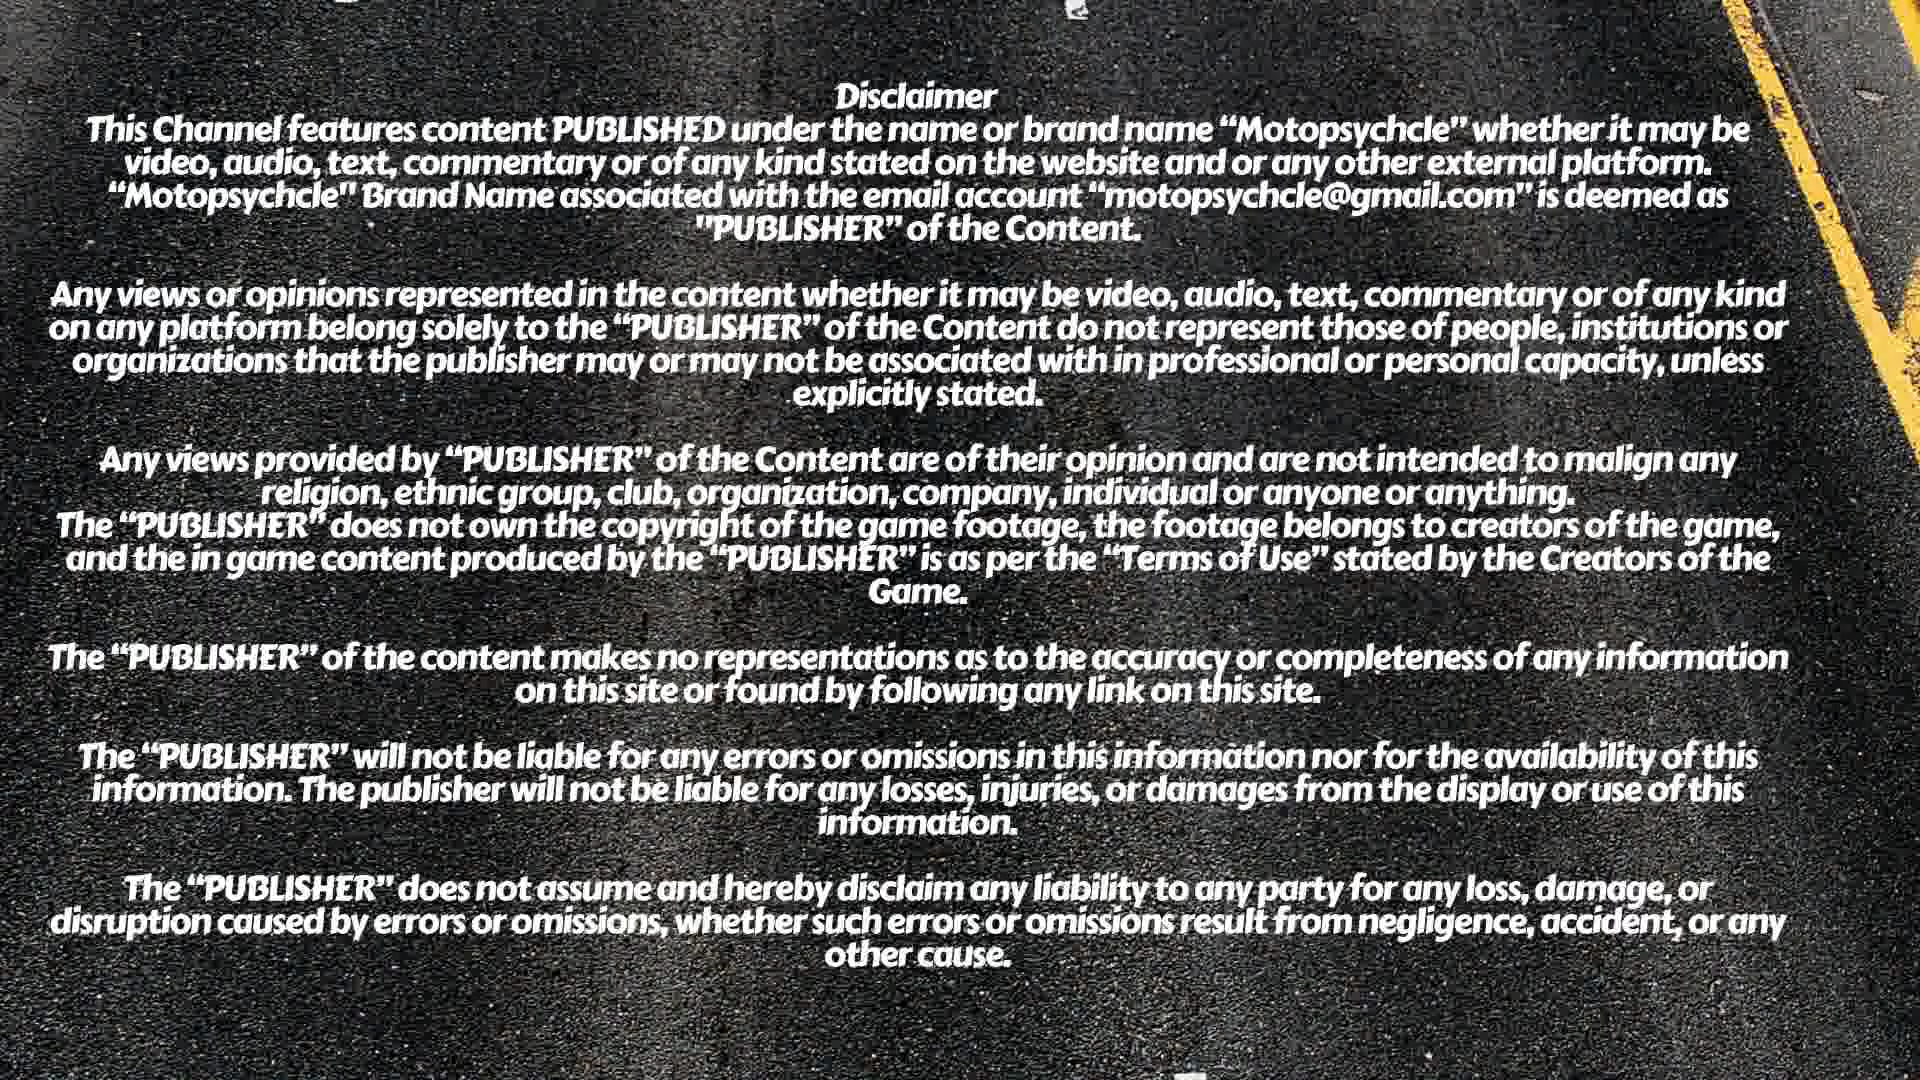 Disclaimer
This Channel features content PUBLISHED under the name or brand name “Motopsychcle” whether it may be
video, audio, text, commentary or of any kind stated on the website and or any other external platform.
“Motopsychcle” Brand Name associated with the email account “motopsychcle@gmail.com” is deemed as
"PUBLISHER” of the Content.
Any views or opinions represented in the content whether it may be video, audio, text, commentary or of any kind
on any platform belong solely to the “PUBLISHER” of the Content do not represent those of people, institutions or
organizations that the publisher may or may not be associated with in professional or personal capacity, unless
explicitly stated.
Any views provided by “PUBLISHER” of the Content are of their opinion and are not intended to malign any
religion, ethnic group, club, organization, company, individual or anyone or anything.
The “PUBLISHER” does not own the copyright of the game footage, the footage belongs to creators of the game,
and the in game content produced by the “PUBLISHER” is as per the “Terms of Use” stated by the Creators of the
Game.
The “PUBLISHER” of the content makes no representations as to the accuracy or completeness of any information
on this site or found by following any link on this site.
The “PUBLISHER” will not be liable for any errors or omissions in this information nor for the availability of this
information. The publisher will not be liable for any losses, injuries, or damages from the display or use of this
information.
The “PUBLISHER” does not assume and hereby disclaim any liability to any party for any loss, damage, or
disruption caused by errors or omissions, whether such errors or omissions result from negligence, accident, or any
other cause.